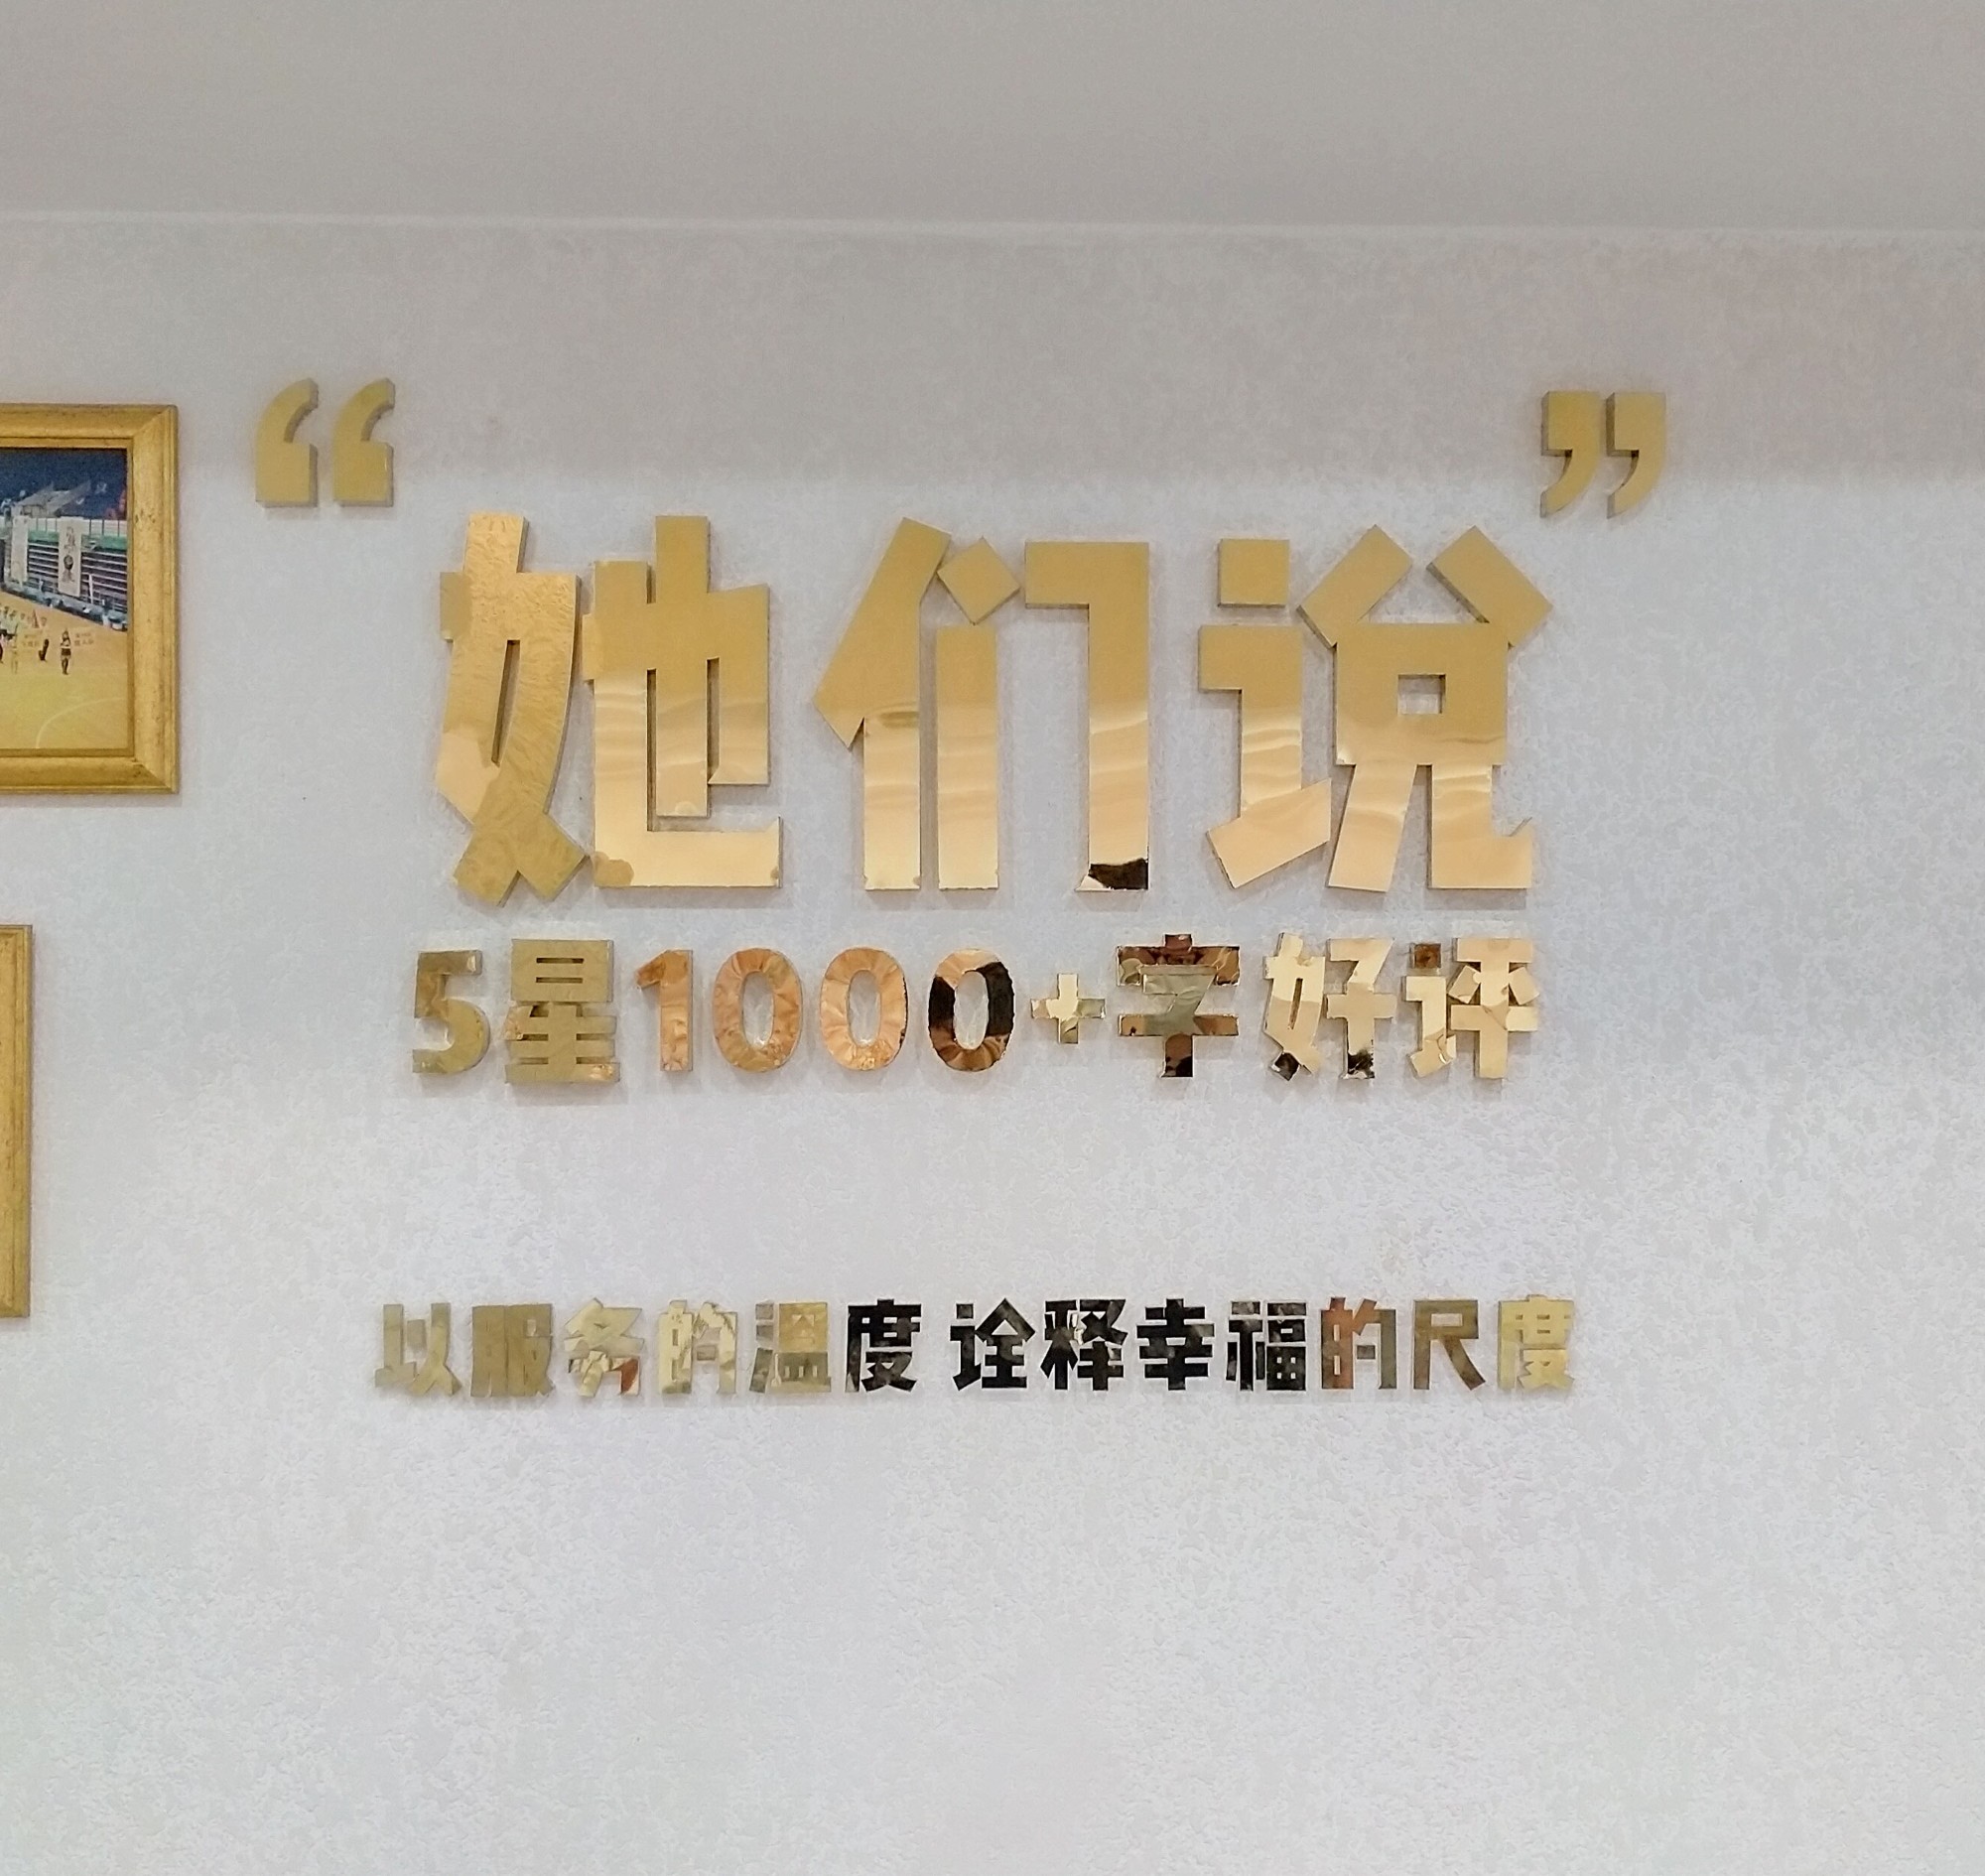 “她们说”
5星1000+字好评
以服务的温度 诠释幸福的尺度